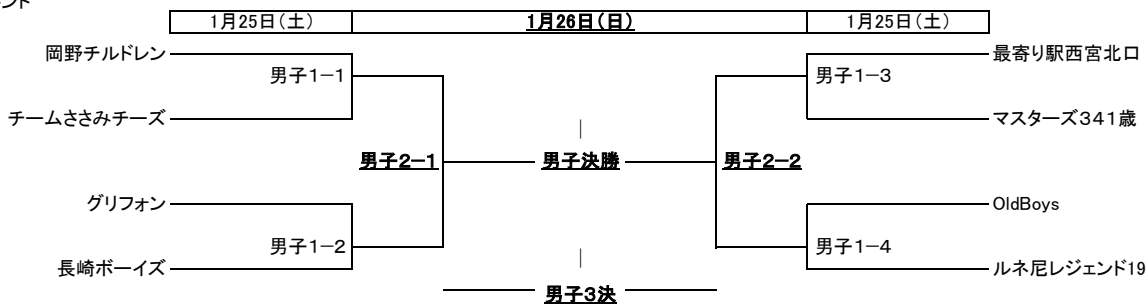 1月25日(土) 1月26日(日) 1月25日(土)
岡野チルドレン 最寄り駅西宮北口
男子1-1 男子1-3
チームささみチーズ マスターズ341歳
男子2-1 男子決勝 男子2-2
グリフォン OldBoys
男子1-2 男子1-4
長崎ボーイズ ルネ尼レジェンド19
男子3決